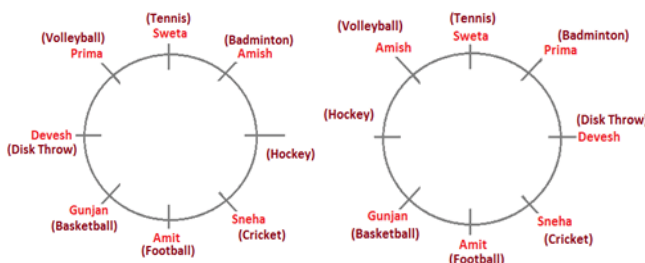 (Tennis)
Sweta
(Volleyball)
Prima
(Badminton)
Amish
Devesh
(Disk Throw)
(Hockey)
Gunjan
(Basketball)
Sneha
(Cricket)
Amit
(Football)
(Tennis)
Sweta
(Volleyball)
Amish
(Badminton)
Prima
(Hockey)
(Disk Throw)
Devesh
Gunjan
(Basketball)
Sneha
(Cricket)
Amit
(Football)